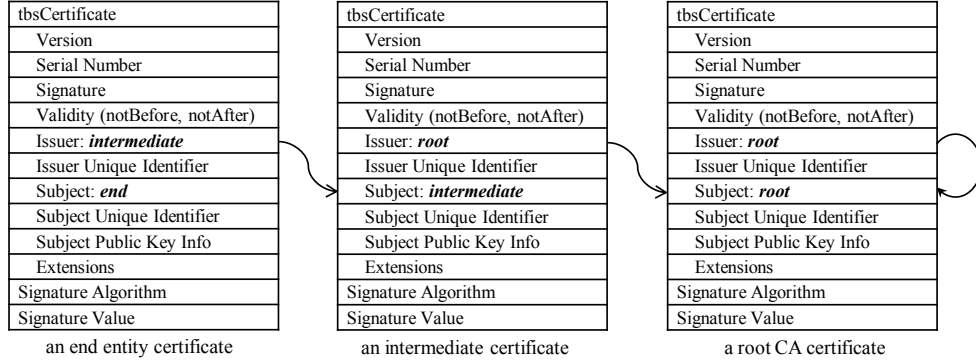 tbsCertificate
Version
Serial Number
Signature
Validity (notBefore, notAfter)
Issuer: intermediate
Issuer Unique Identifier
Subject: end
Subject Unique Identifier
Subject Public Key Info
Extensions
Signature Algorithm
Signature Value
an end entity certificate
tbsCertificate
Version
Serial Number
Signature
Validity (notBefore, notAfter)
Issuer: root
Issuer Unique Identifier
Subject: intermediate
Subject Unique Identifier
Subject Public Key Info
Extensions
Signature Algorithm
Signature Value
an intermediate certificate
tbsCertificate
Version
Serial Number
Signature
Validity (notBefore, notAfter)
Issuer: root
Issuer Unique Identifier
Subject: root
Subject Unique Identifier
Subject Public Key Info
Extensions
Signature Algorithm
Signature Value
a root CA certificate